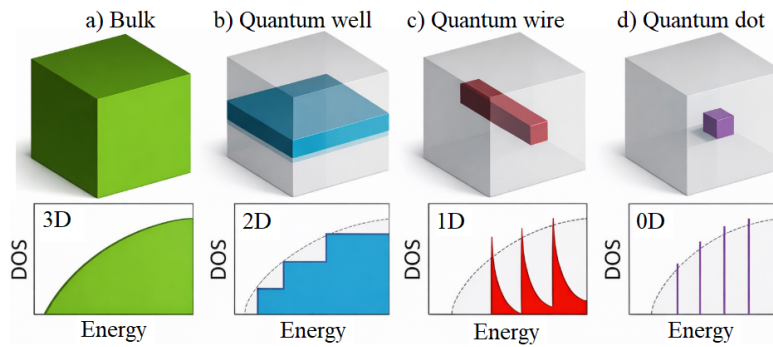 a) Bulk
b) Quantum well
c) Quantum wire
d) Quantum dot
3D
DOS
Energy
2D
DOS
Energy
1D
DOS
Energy
0D
DOS
Energy